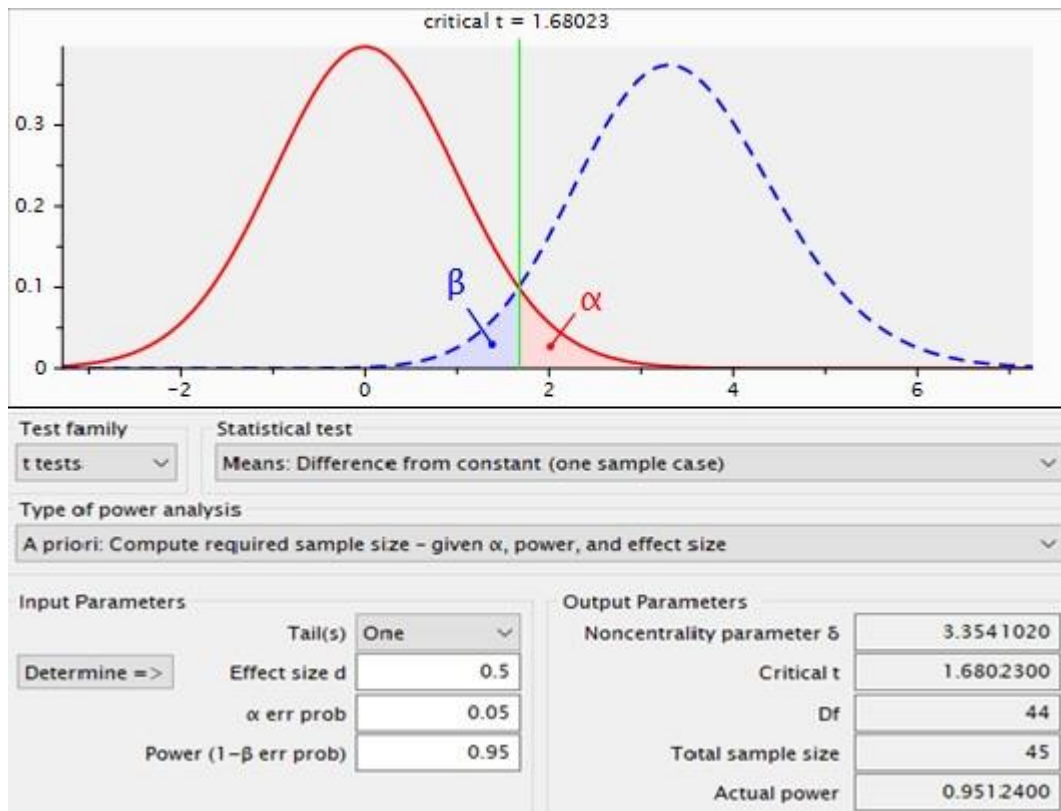 critical t = 1.68023
0.3
0.2
0.1
0
β
α
-2
0
2
4
6
Test family
Statistical test
t tests
Means: Difference from constant (one sample case)
Type of power analysis
A priori: Compute required sample size – given α, power, and effect size
Input Parameters
Output Parameters
Tail(s) One
Noncentrality parameter δ 3.3541020
Determine => Effect size d 0.5
Critical t 1.6802300
α err prob 0.05
Df 44
Power (1-β err prob) 0.95
Total sample size 45
Actual power 0.9512400